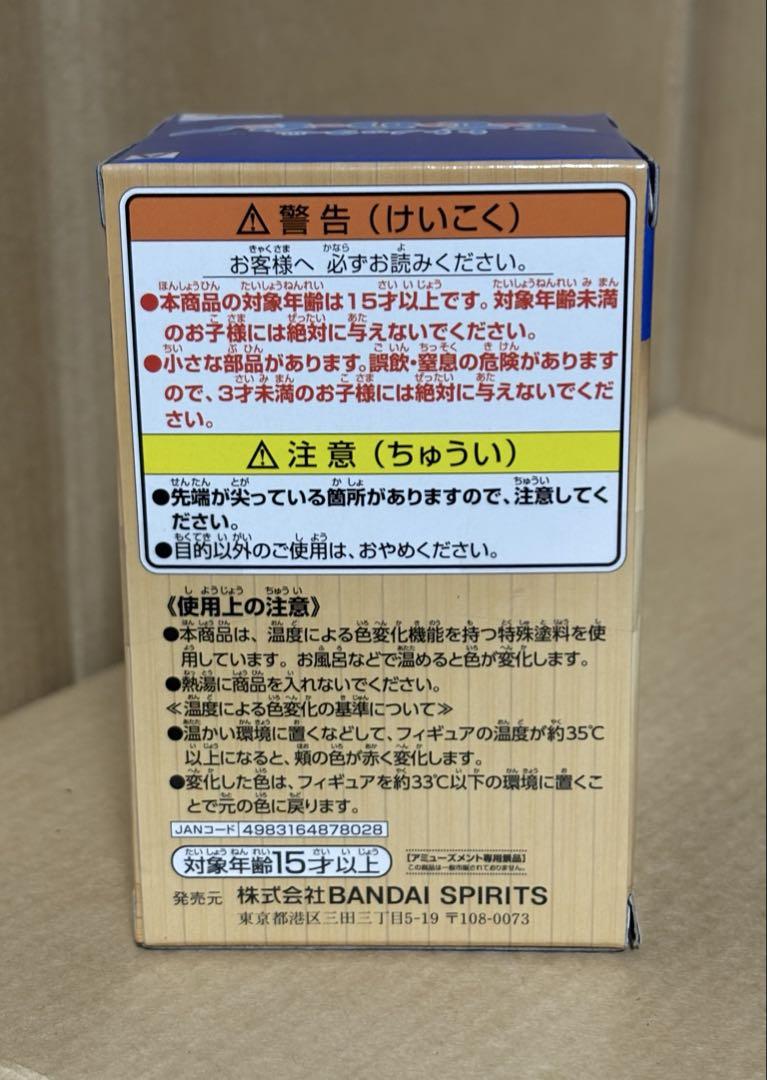 ⚠警告(けいこく)
お客様へ 必ずお読みください。
●本商品の対象年齢は15才以上です。対象年齢未満
のお子様には絶対に与えないでください。
●小さな部品があります。誤飲・窒息の危険があります
ので、3才未満のお子様には絶対に与えないでくだ
さい。
⚠注意(ちゅうい)
●先端が尖っている箇所がありますので、注意してく
ださい。
●目的以外のご使用は、おやめください。
《使用上の注意》
●本商品は、温度による色変化機能を持つ特殊塗料を使
用しています。お風呂などで温めると色が変化します。
●熱湯に商品を入れないでください。
≪温度による色変化の基準について≫
●温かい環境に置くなどして、フィギュアの温度が約35℃
以上になると、頬の色が赤く変化します。
●変化した色は、フィギュアを約33℃以下の環境に置くこ
とで元の色に戻ります。
JANコード 4983164878028
対象年齢15才以上
【アミューズメント専用景品】
この商品は一般市販されておりません。
発売元 株式会社BANDAI SPIRITS
東京都港区三田三丁目5-19 〒108-0073